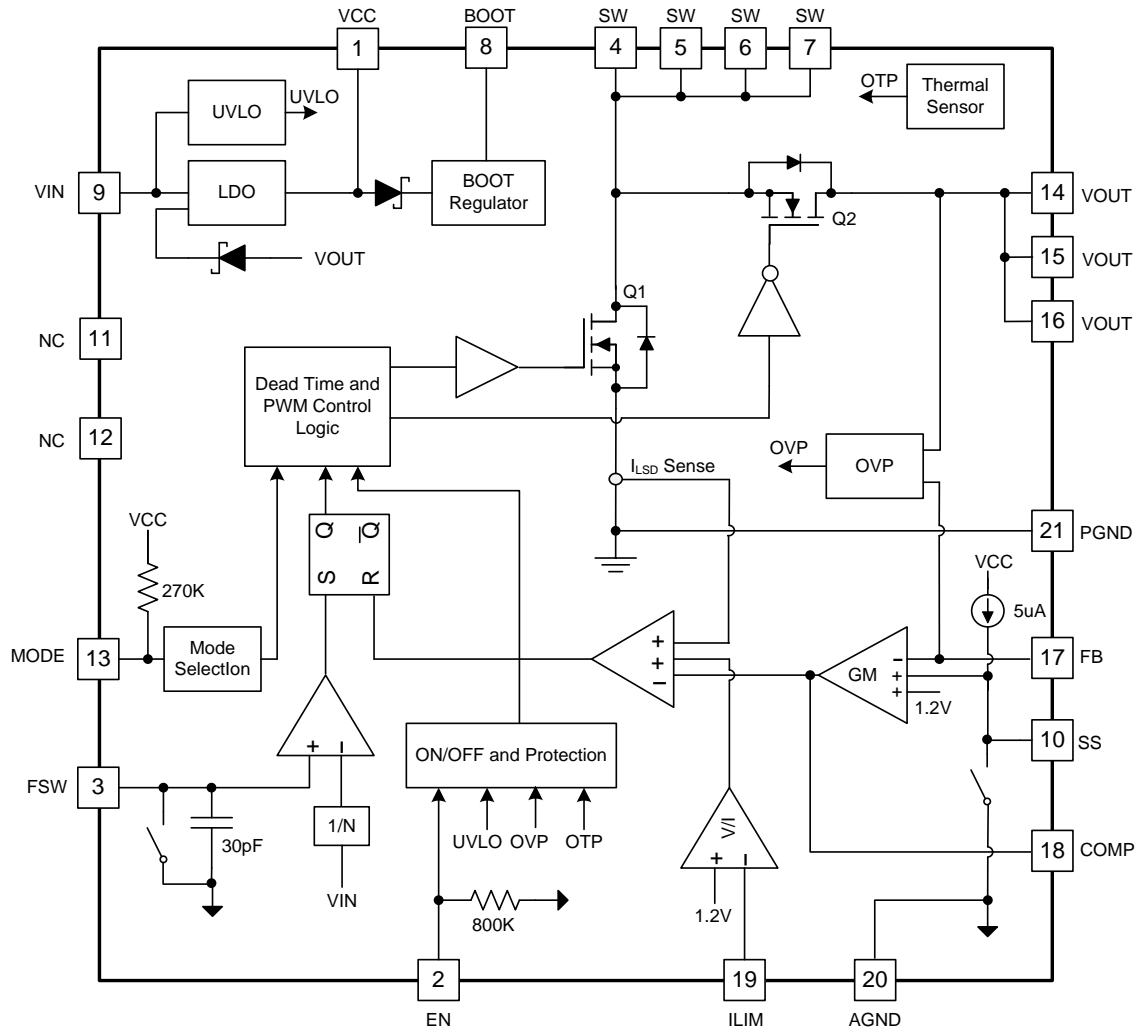 VCC
BOOT
SW
SW
SW
SW
1
8
4
5
6
7
UVLO
UVLO
OTP
Thermal
Sensor
VIN
9
LDO
BOOT
Regulator
14
VOUT
Q2
VOUT
15
VOUT
Q1
16
VOUT
NC
11
Dead Time and
PWM Control
Logic
NC
12
OVP
OVP
ILSD Sense
VCC
Q
Q
S
R
21
PGND
VCC
270K
5uA
MODE
13
Mode
SelectIon
+
+
-
GM
-
+
+
1.2V
17
FB
10
SS
ON/OFF and Protection
FSW
3
+
-
1/N
30pF
VIN
UVLO
OVP
OTP
V/I
+
-
1.2V
18
COMP
800K
2
19
20
EN
ILIM
AGND